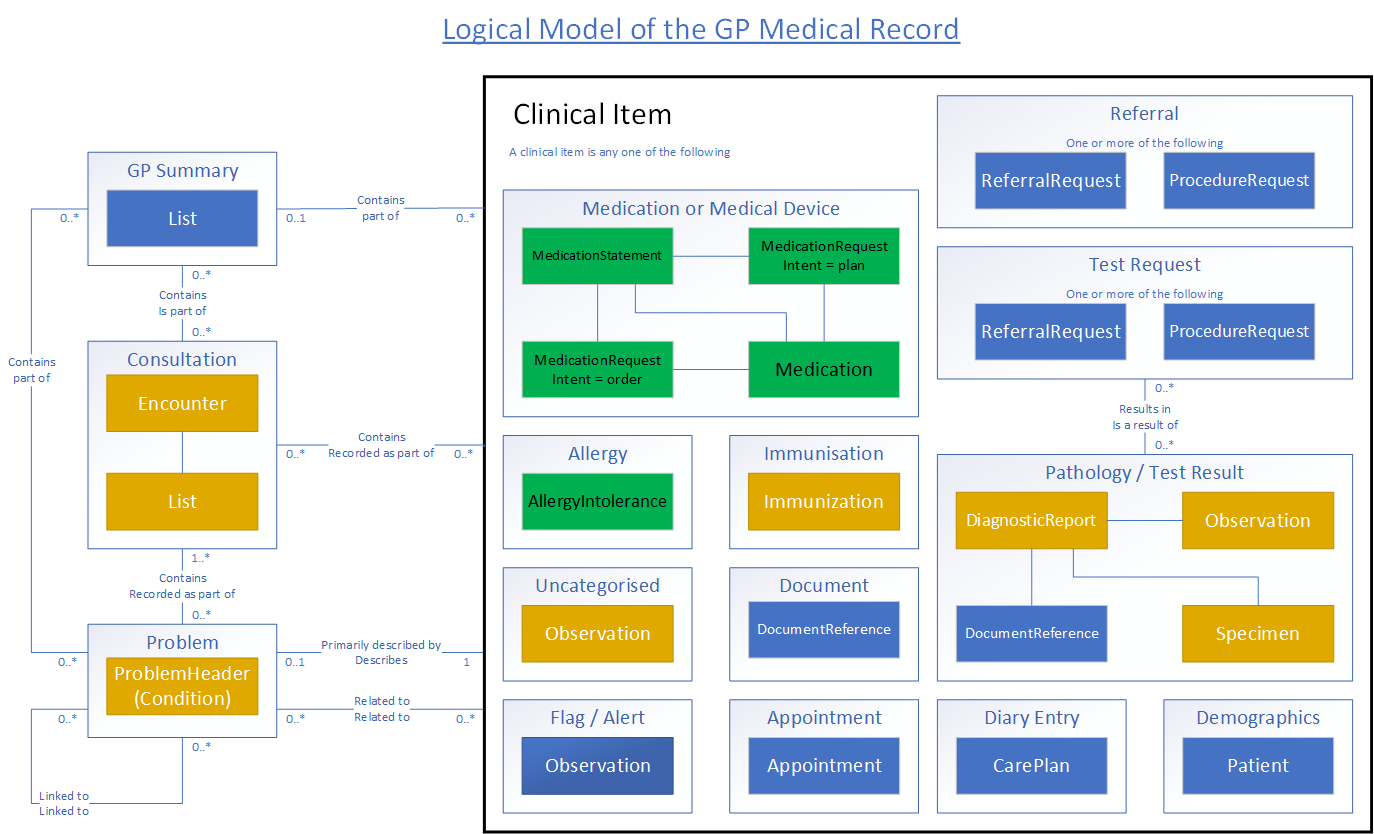 Logical Model of the GP Medical Record
GP Summary
List
0..*
0..1
Contains
part of
0..*
0..*
Contains
Is part of
0..*
Contains
part of
Consultation
Encounter
List
0..*
Contains
Recorded as part of
0..*
1..*
Contains
Recorded as part of
0..*
Problem
ProblemHeader
(Condition)
0..*
0..1
Primarily described by
Describes
1
0..*
Related to
Related to
0..*
0..*
0..*
Linked to
Linked to
Clinical Item
A clinical item is any one of the following
Medication or Medical Device
MedicationStatement
MedicationRequest
Intent = plan
MedicationRequest
Intent = order
Medication
Allergy
AllergyIntolerance
Immunisation
Immunization
Uncategorised
Observation
Document
DocumentReference
Flag / Alert
Observation
Appointment
Appointment
Referral
One or more of the following
ReferralRequest
ProcedureRequest
Test Request
One or more of the following
ReferralRequest
ProcedureRequest
0..*
Results in
Is a result of
0..*
Pathology / Test Result
DiagnosticReport
Observation
DocumentReference
Specimen
Diary Entry
CarePlan
Demographics
Patient